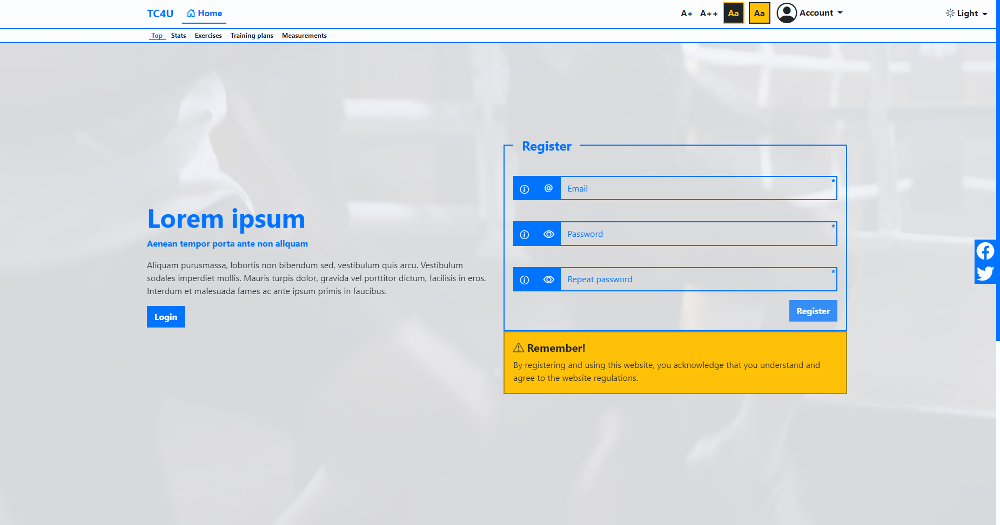 TC4U Home A+ A++ Aa Aa Account Light
Top Stats Exercises Training plans Measurements
Lorem ipsum
Aenean tempor porta ante non aliquam
Aliquam purusmassa, lobortis non bibendum sed, vestibulum quis arcu. Vestibulum
sodales imperdiet mollis. Mauris turpis dolor, gravida vel porttitor dictum, facilisis in eros.
Interdum et malesuada fames ac ante ipsum primis in faucibus.
Login
Register
@ Email *
Password *
Repeat password *
Register
Remember!
By registering and using this website, you acknowledge that you understand and
agree to the website regulations.